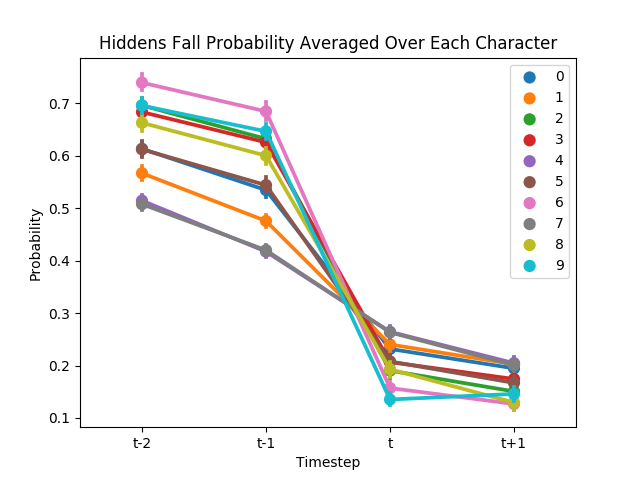 Hiddens Fall Probability Averaged Over Each Character
0
1
2
3
4
5
6
7
8
9
Probability
0.7
0.6
0.5
0.4
0.3
0.2
0.1
t-2
t-1
t
t+1
Timestep